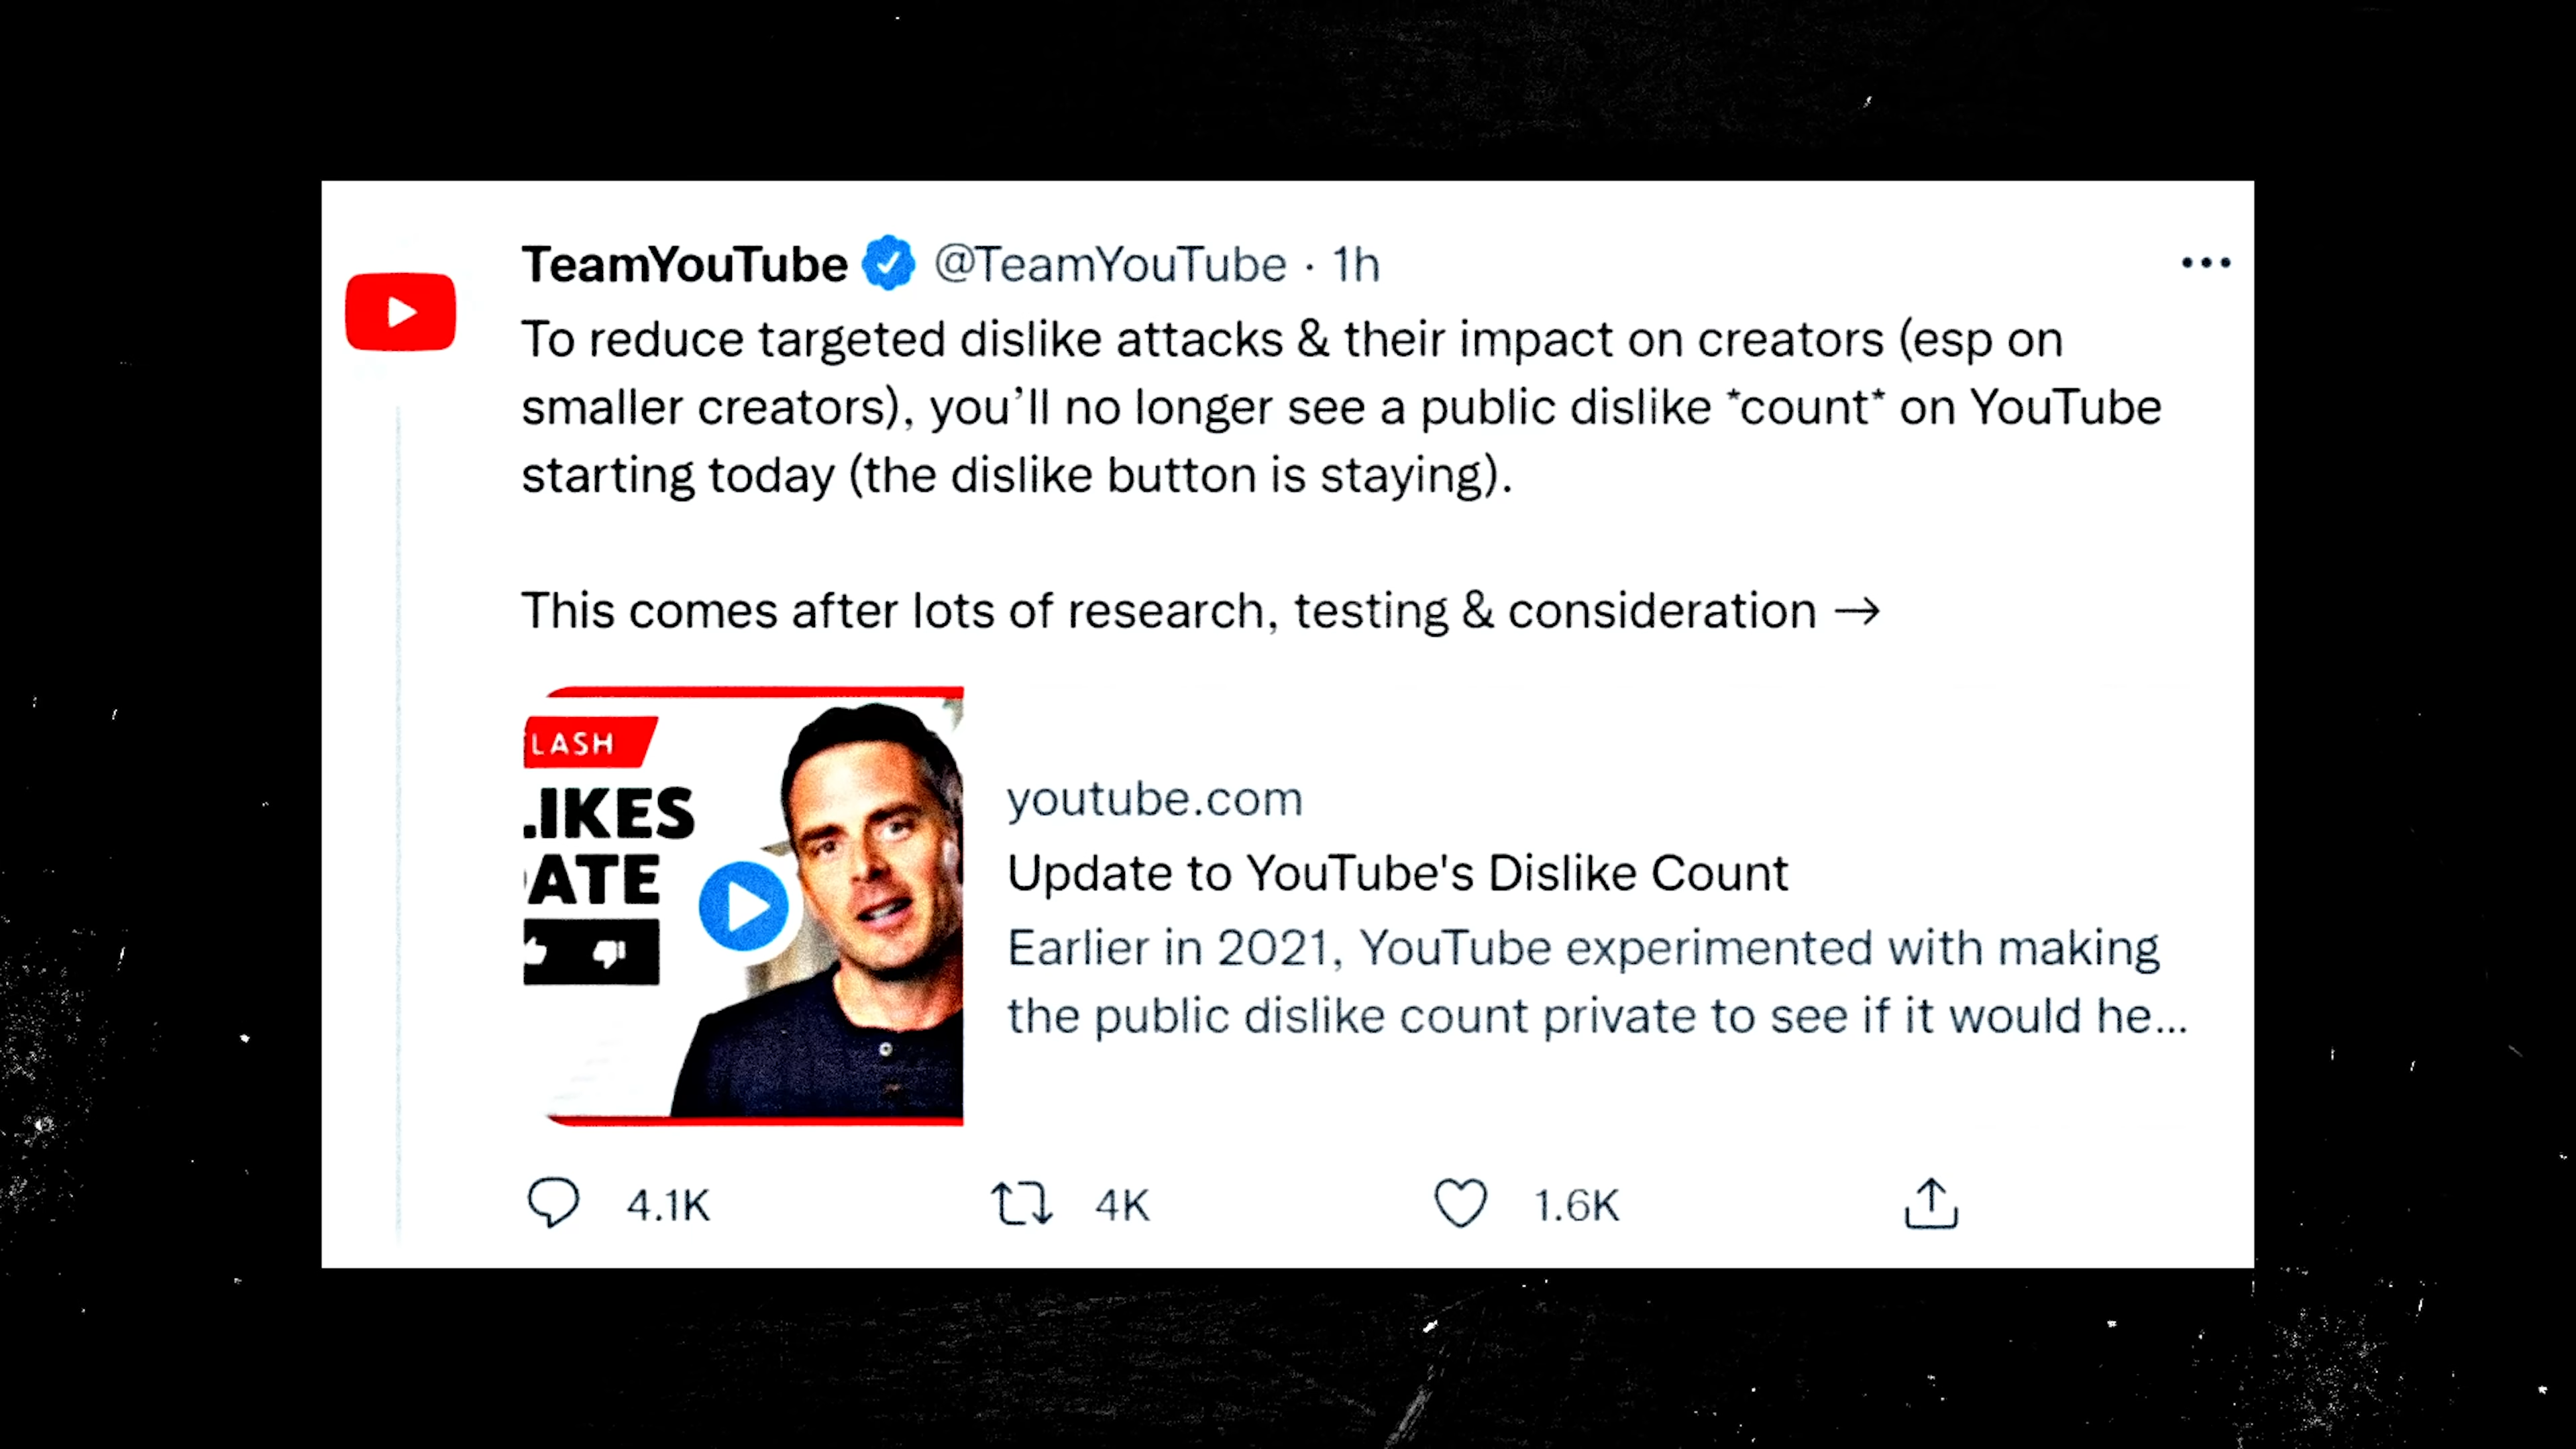 TeamYouTube @TeamYouTube · 1h
To reduce targeted dislike attacks & their impact on creators (esp on
smaller creators), you’ll no longer see a public dislike *count* on YouTube
starting today (the dislike button is staying).
This comes after lots of research, testing & consideration →
LASH
LIKES
DATE
youtube.com
Update to YouTube's Dislike Count
Earlier in 2021, YouTube experimented with making
the public dislike count private to see if it would he...
4.1K 4K 1.6K